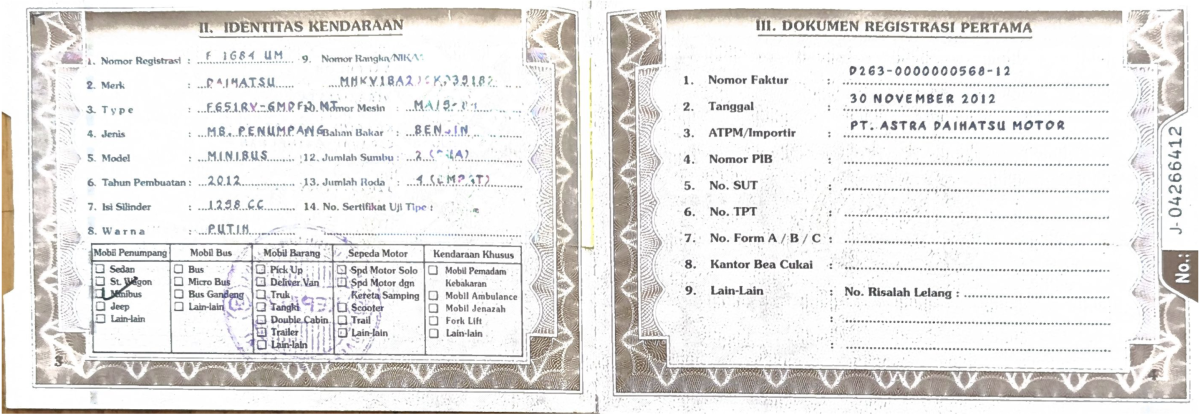 II. IDENTITAS KENDARAAN
1. Nomor Registrasi : F 1684 UM
2. Merk : DAIHATSU
3. Type : F651RV-GMDFJ MT
4. Jenis : MB. PENUMPANG
5. Model : MINIBUS
6. Tahun Pembuatan : 2012
7. Isi Silinder : 1298 CC
8. Warna : PUTIH
9. Nomor Rangka/NIK/
Nomor Mesin :
Bahan Bakar : BENSIN
12. Jumlah Sumbu : 2 (DUA)
13. Jumlah Roda : 4 (EMPAT)
14. No. Sertifikat Uji Tipe :
Mobil Penumpang
Sedan
St. Wagon
Minibus
Jeep
Lain-lain
Mobil Bus
Bus
Micro Bus
Bus Gandeng
Lain-lain
Mobil Barang
Pick Up
Deliver Van
Truk
Tangki
Double Cabin
Trailer
Lain-lain
Sepeda Motor
Spd Motor Solo
Spd Motor dgn
Kereta Samping
Scooter
Trail
Lain-lain
Kendaraan Khusus
Mobil Pemadam
Kebakaran
Mobil Ambulance
Mobil Jenazah
Fork Lift
Lain-lain
3
III. DOKUMEN REGISTRASI PERTAMA
1. Nomor Faktur : 0263-0000000568-12
2. Tanggal : 30 NOVEMBER 2012
3. ATPM/Importir : PT. ASTRA DAIHATSU MOTOR
4. Nomor PIB :
5. No. SUT :
6. No. TPT :
7. No. Form A / B / C :
8. Kantor Bea Cukai :
9. Lain-Lain : No. Risalah Lelang :
No.: J-04266412